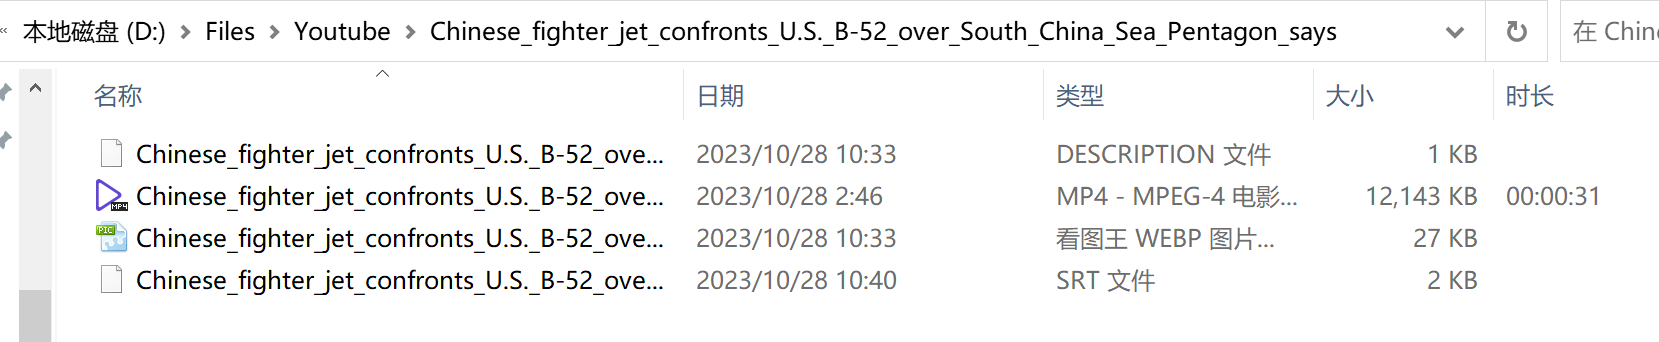 « 本地磁盘 (D:) > Files > Youtube > Chinese_fighter_jet_confronts_U.S._B-52_over_South_China_Sea_Pentagon_says 在 Chin
名称 日期 类型 大小 时长
Chinese_fighter_jet_confronts_U.S._B-52_ove... 2023/10/28 10:33 DESCRIPTION 文件 1 KB
MP4 Chinese_fighter_jet_confronts_U.S._B-52_ove... 2023/10/28 2:46 MP4 - MPEG-4 电影... 12,143 KB 00:00:31
PIC Chinese_fighter_jet_confronts_U.S._B-52_ove... 2023/10/28 10:33 看图王 WEBP 图片... 27 KB
Chinese_fighter_jet_confronts_U.S._B-52_ove... 2023/10/28 10:40 SRT 文件 2 KB